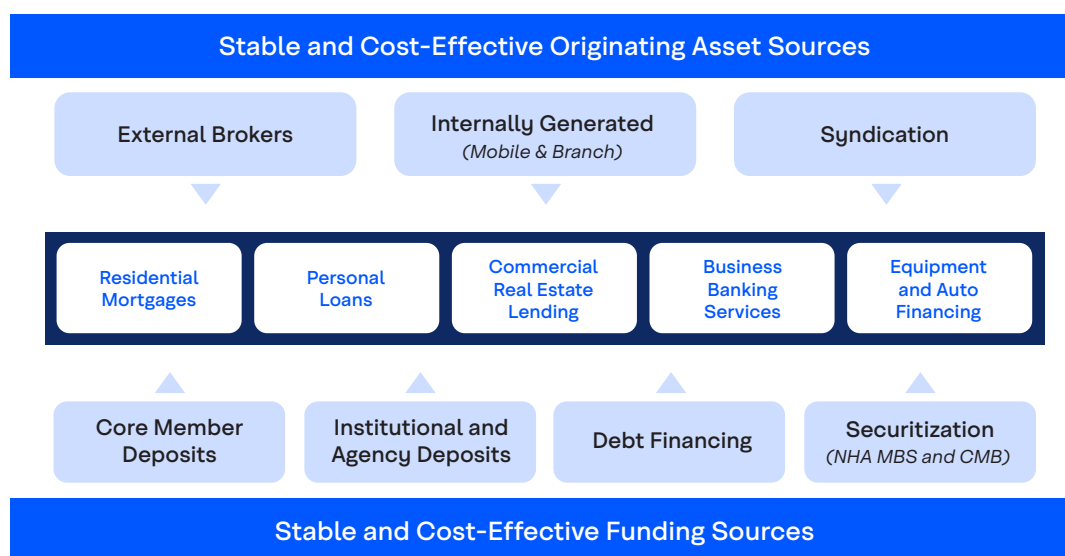 Stable and Cost-Effective Originating Asset Sources
External Brokers
Internally Generated
(Mobile & Branch)
Syndication
Residential
Mortgages
Personal
Loans
Commercial
Real Estate
Lending
Business
Banking
Services
Equipment
and Auto
Financing
Core Member
Deposits
Institutional and
Agency Deposits
Debt Financing
Securitization
(NHA MBS and CMB)
Stable and Cost-Effective Funding Sources